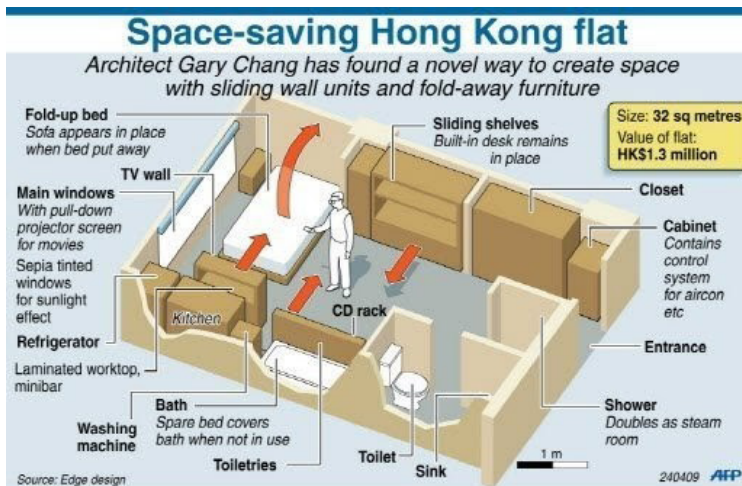 Space-saving Hong Kong flat
Architect Gary Chang has found a novel way to create space
with sliding wall units and fold-away furniture
Fold-up bed
Sofa appears in place
when bed put away
TV wall
Main windows
With pull-down
projector screen
for movies
Sepia tinted
windows
for sunlight
effect
Refrigerator
Laminated worktop,
minibar
Washing
machine
Kitchen
Bath
Spare bed covers
bath when not in use
Toiletries
CD rack
Toilet
Sink
Sliding shelves
Built-in desk remains
in place
Size: 32 sq metres
Value of flat:
HK$1.3 million
Closet
Cabinet
Contains
control
system
for aircon
etc
Entrance
Shower
Doubles as steam
room
1 m
Source: Edge design
240409 AFP